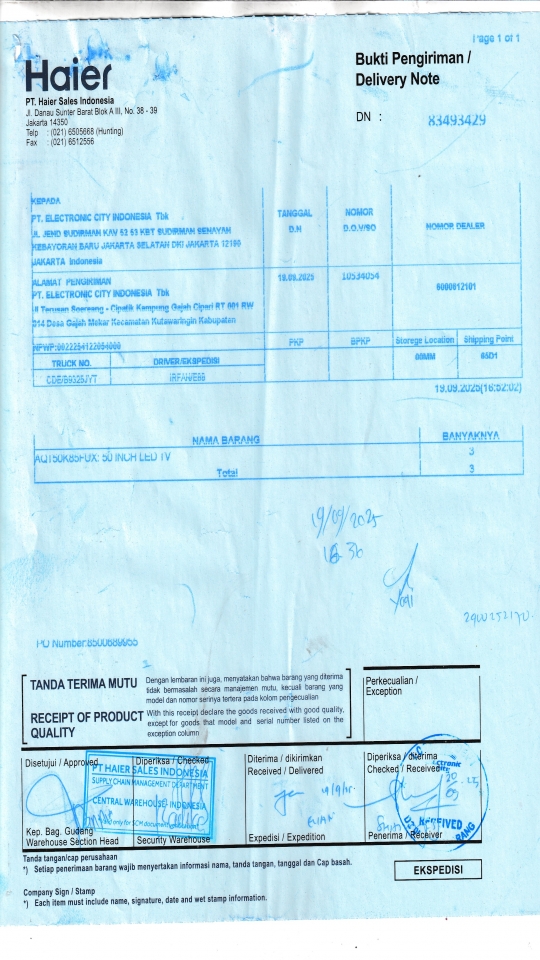 Page 1 of 1
Haier
Bukti Pengiriman /
Delivery Note
PT. Haier Sales Indonesia
Jl. Danau Sunter Barat Blok A III, No. 38 - 39
Jakarta 14350
Telp : (021) 6505668 (Hunting)
Fax : (021) 6512556
DN : 83493429
KEPADA
PT. ELECTRONIC CITY INDONESIA Tbk
JL JEND SUDIRMAN KAV 52 53 KBT SUDIRMAN SENAYAN
KEBAYORAN BARU JAKARTA SELATAN DKI JAKARTA 12190
JAKARTA Indonesia
TANGGAL D.N
NOMOR D.O./SO
NOMOR DEALER
ALAMAT PENGIRIMAN
PT. ELECTRONIC CITY INDONESIA Tbk
Jl Terusan Soreang - Cipatik Kampung Gajah Cipari RT 001 RW
014 Desa Gajah Mekar Kecamatan Kutawaringin Kabupaten
19.09.2025
10534054
6000612101
NPWP:0022254122054000
PKP
BPKP
Storege Location
Shipping Point
TRUCK NO.
DRIVER/EKSPEDISI
00MM
65D1
CDE/B9325JYT
IRFAN/E88
19.09.2025(16:52:02)
NAMA BARANG
BANYAKNYA
AQT50K85FUX: 50 INCH LED TV
3
Total
3
19/09/2025
Yogi
PO Number:8500689955
TANDA TERIMA MUTU
Dengan lembaran ini juga, menyatakan bahwa barang yang diterima
tidak bermasalah secara manajemen mutu, kecuali barang yang
model dan nomor serinya tertera pada kolom pengecualian
RECEIPT OF PRODUCT
QUALITY
With this receipt declare the goods received with good quality,
except for goods that model and serial number listed on the
exception column
Perkecualian /
Exception
Disetujui / Approved
Diperiksa / Checked
Diterima / dikirimkan
Received / Delivered
Diperiksa / diterima
Checked / Received
PT HAIER SALES INDONESIA
SUPPLY CHAIN MANAGEMENT DEPARTMENT
CENTRAL WAREHOUSE INDONESIA
RECEIVED
Kep. Bag. Gudang
Warehouse Section Head
Security Warehouse
Expedisi / Expedition
Penerima / Receiver
Tanda tangan/cap perusahaan
*) Setiap penerimaan barang wajib menyertakan informasi nama, tanda tangan, tanggal dan Cap basah.
EKSPEDISI
Company Sign / Stamp
*) Each item must include name, signature, date and wet stamp information.